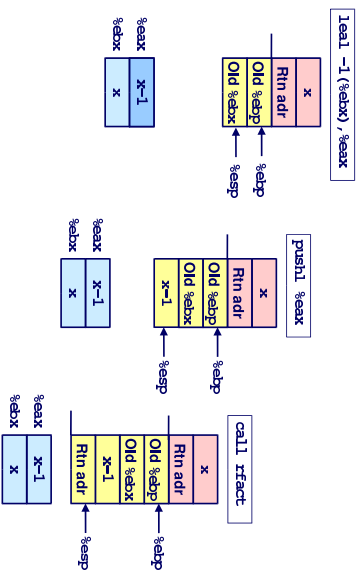 leal -1(%ebx),%eax
x
Rtn adr
Old %ebp
Old %ebx
%ebp
%esp
%eax
x-1
%ebx
x
pushl %eax
x
Rtn adr
Old %ebp
Old %ebx
x-1
%ebp
%esp
%eax
x-1
%ebx
x
call rfact
x
Rtn adr
Old %ebp
Old %ebx
x-1
Rtn adr
%ebp
%esp
%eax
x-1
%ebx
x